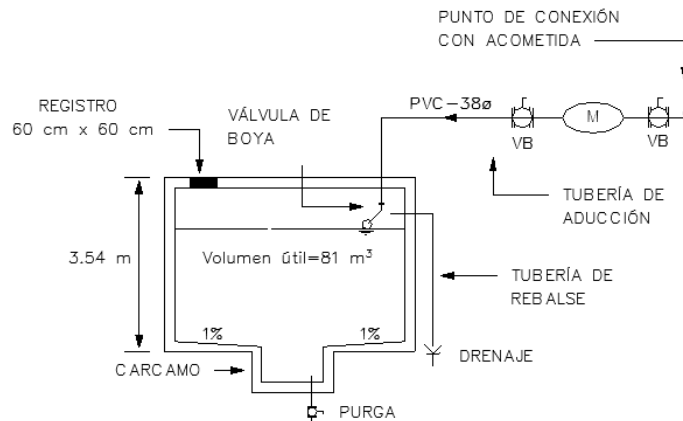 PUNTO DE CONEXIÓN
CON ACOMETIDA
REGISTRO
60 cm x 60 cm
VÁLVULA DE
BOYA
PVC-38ø
M
VB
VB
TUBERÍA DE
ADUCCIÓN
3.54 m
Volumen útil=81 m³
TUBERÍA DE
REBALSE
1%
1%
DRENAJE
CARCAMO
PURGA